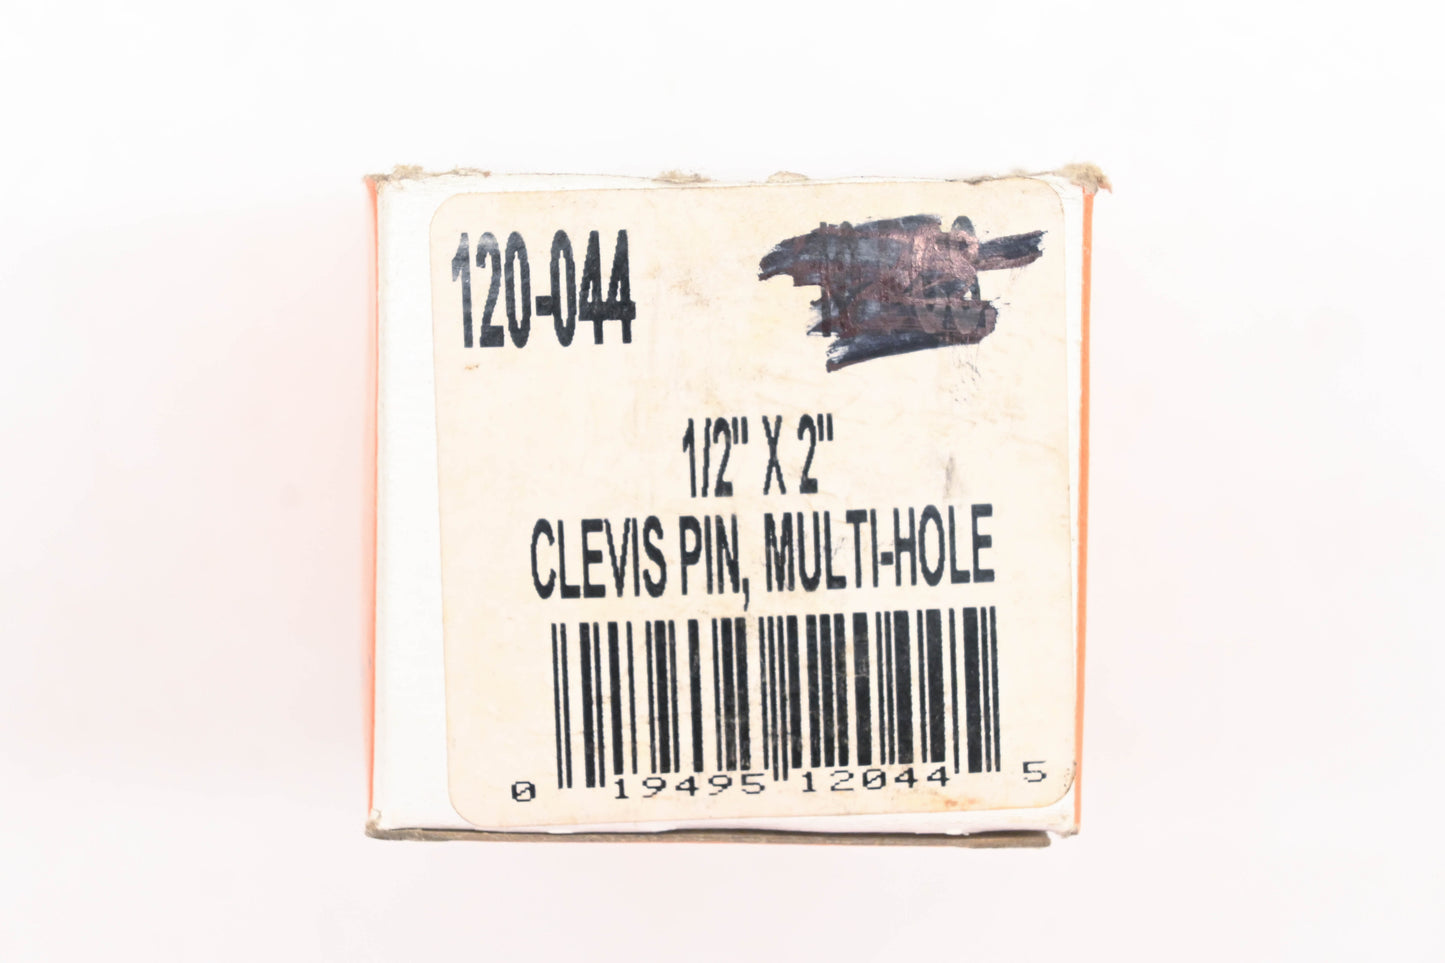 120-044
1/2" X 2"
CLEVIS PIN, MULTI-HOLE
0 19495 12044 5